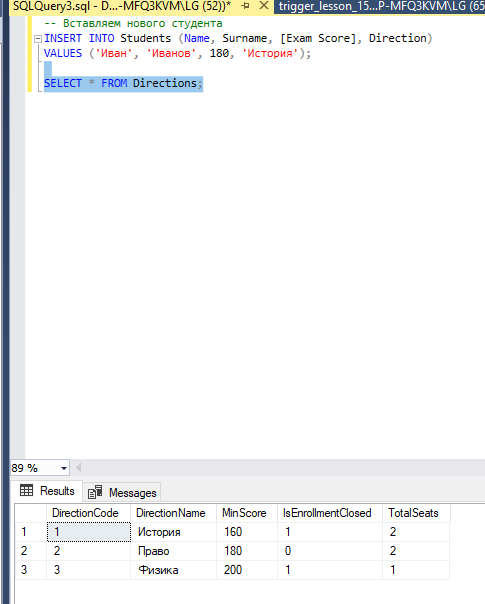 SQLQuery3.sql - D...-MFQ3KVM\LG (52))* trigger_lesson_15...P-MFQ3KVM\LG (65
-- Вставляем нового студента
INSERT INTO Students (Name, Surname, [Exam Score], Direction)
VALUES ('Иван', 'Иванов', 180, 'История');
SELECT * FROM Directions;
89 %
Results Messages
DirectionCode DirectionName MinScore IsEnrollmentClosed TotalSeats
1 1 История 160 1 2
2 2 Право 180 0 2
3 3 Физика 200 1 1